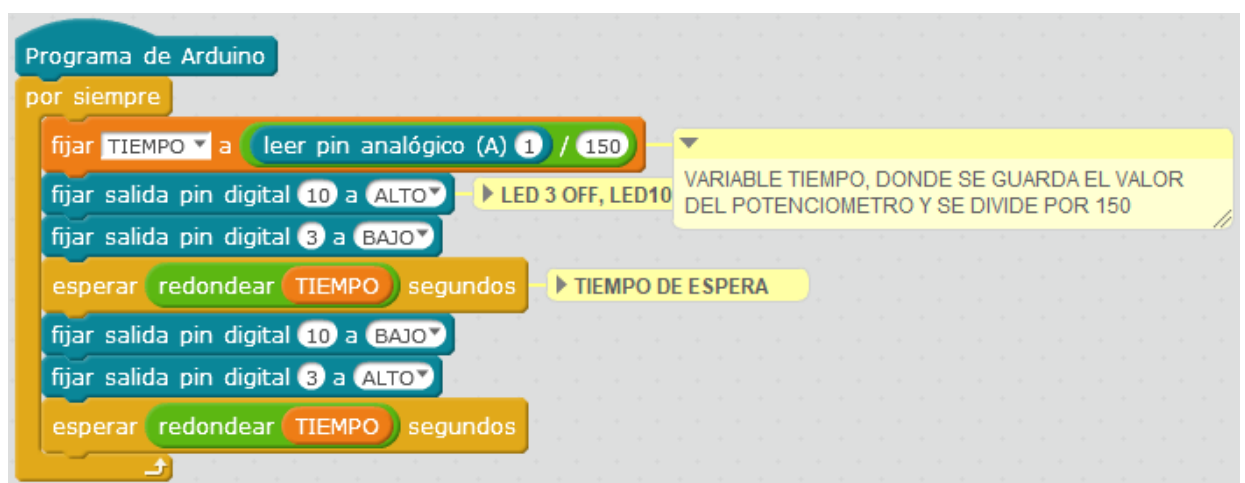 Programa de Arduino
por siempre
fijar TIEMPO a leer pin analógico (A) 1 / 150
VARIABLE TIEMPO, DONDE SE GUARDA EL VALOR
DEL POTENCIOMETRO Y SE DIVIDE POR 150
fijar salida pin digital 10 a ALTO
LED 3 OFF, LED10
fijar salida pin digital 3 a BAJO
esperar redondear TIEMPO segundos
TIEMPO DE ESPERA
fijar salida pin digital 10 a BAJO
fijar salida pin digital 3 a ALTO
esperar redondear TIEMPO segundos